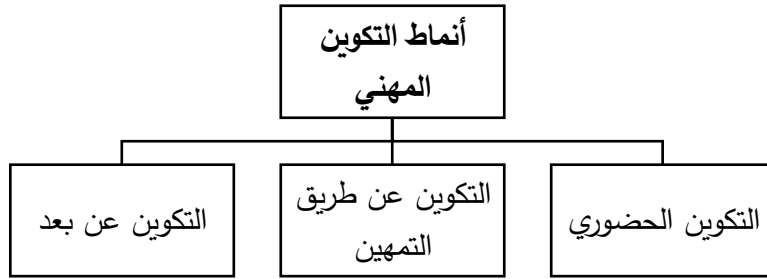 أنماط التكوين
المهني
التكوين الحضوري
التكوين عن طريق
التمهين
التكوين عن بعد